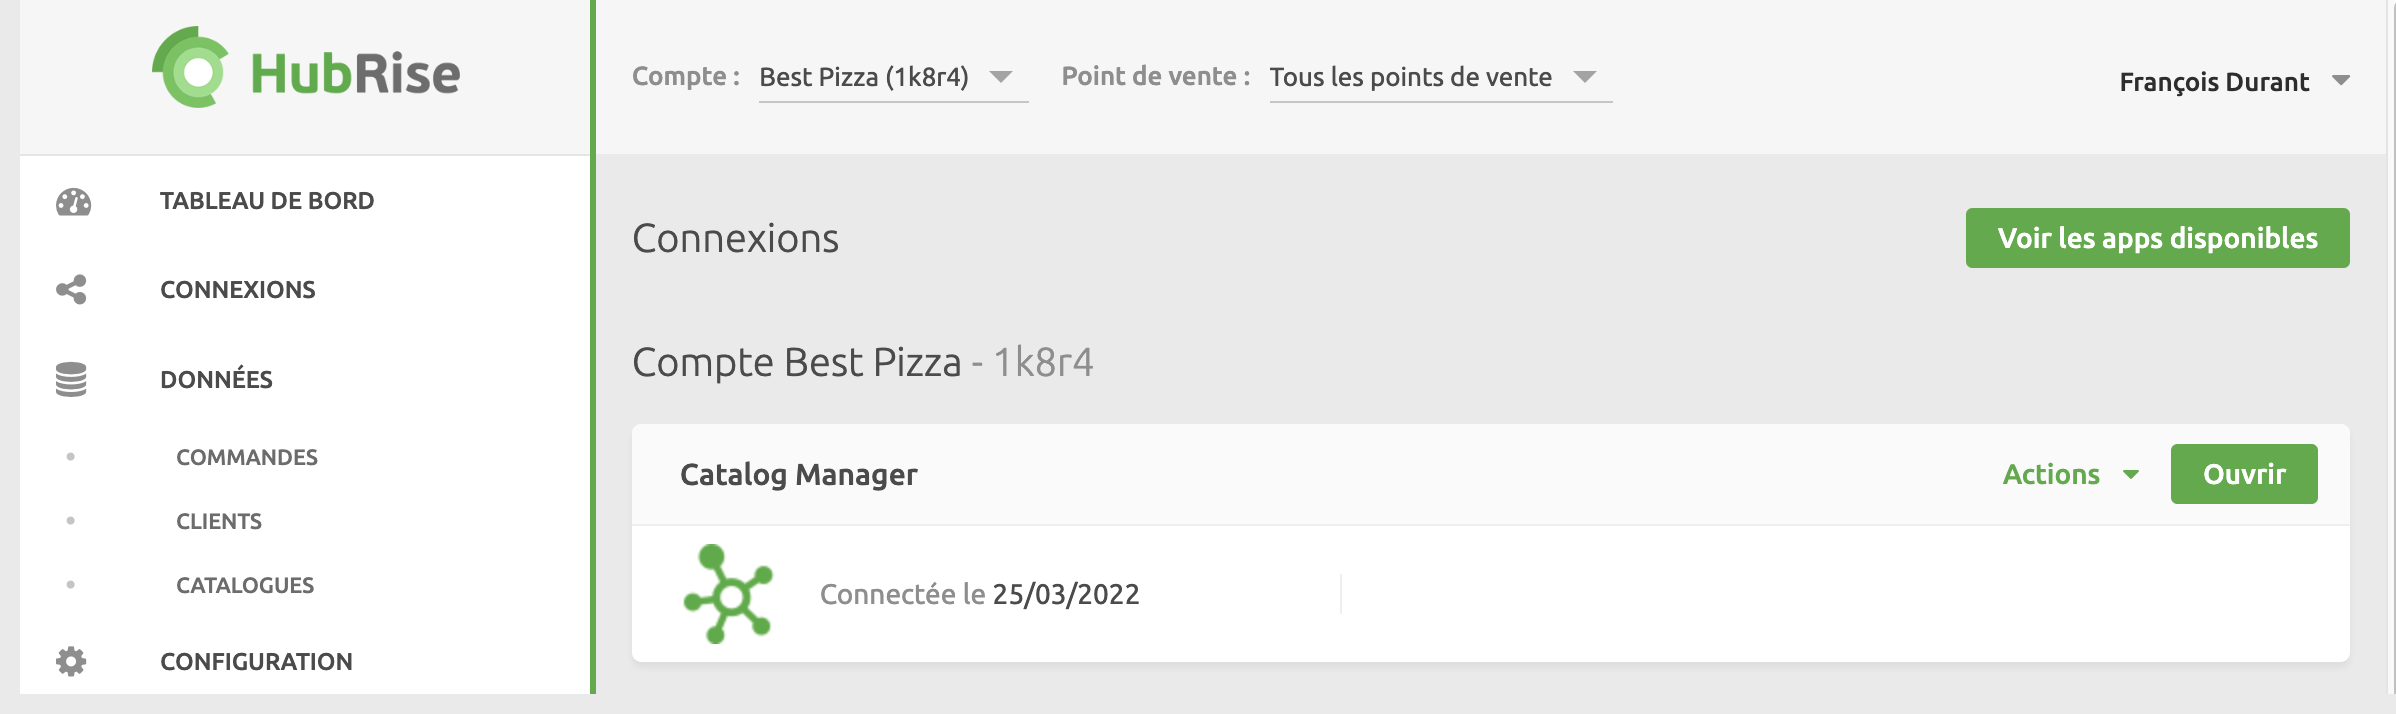 HubRise
Compte : Best Pizza (1k8r4) Point de vente : Tous les points de vente François Durant
TABLEAU DE BORD
CONNEXIONS
DONNÉES
COMMANDES
CLIENTS
CATALOGUES
CONFIGURATION
Connexions Voir les apps disponibles
Compte Best Pizza - 1k8r4
Catalog Manager Actions Ouvrir
Connectée le 25/03/2022